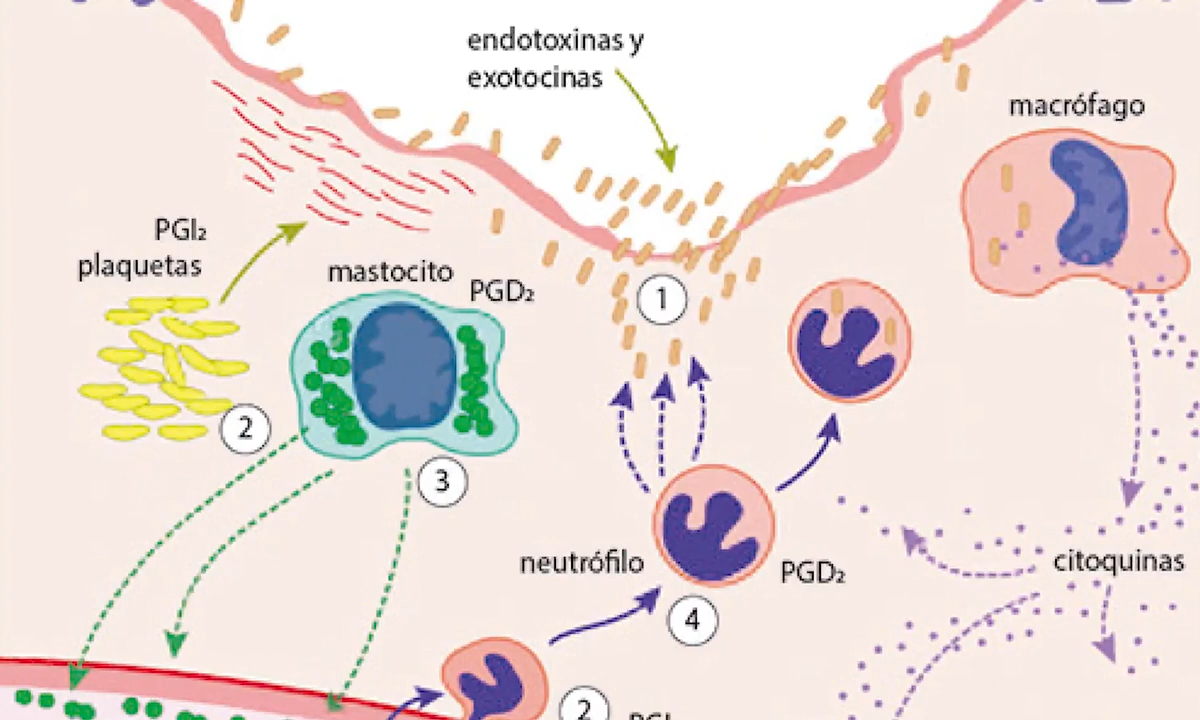 endotoxinas y
exotocinas
macrófago
PGI₂
plaquetas
mastocito
PGD₂
1
2
3
neutrófilo
PGD₂
citoquinas
4
2